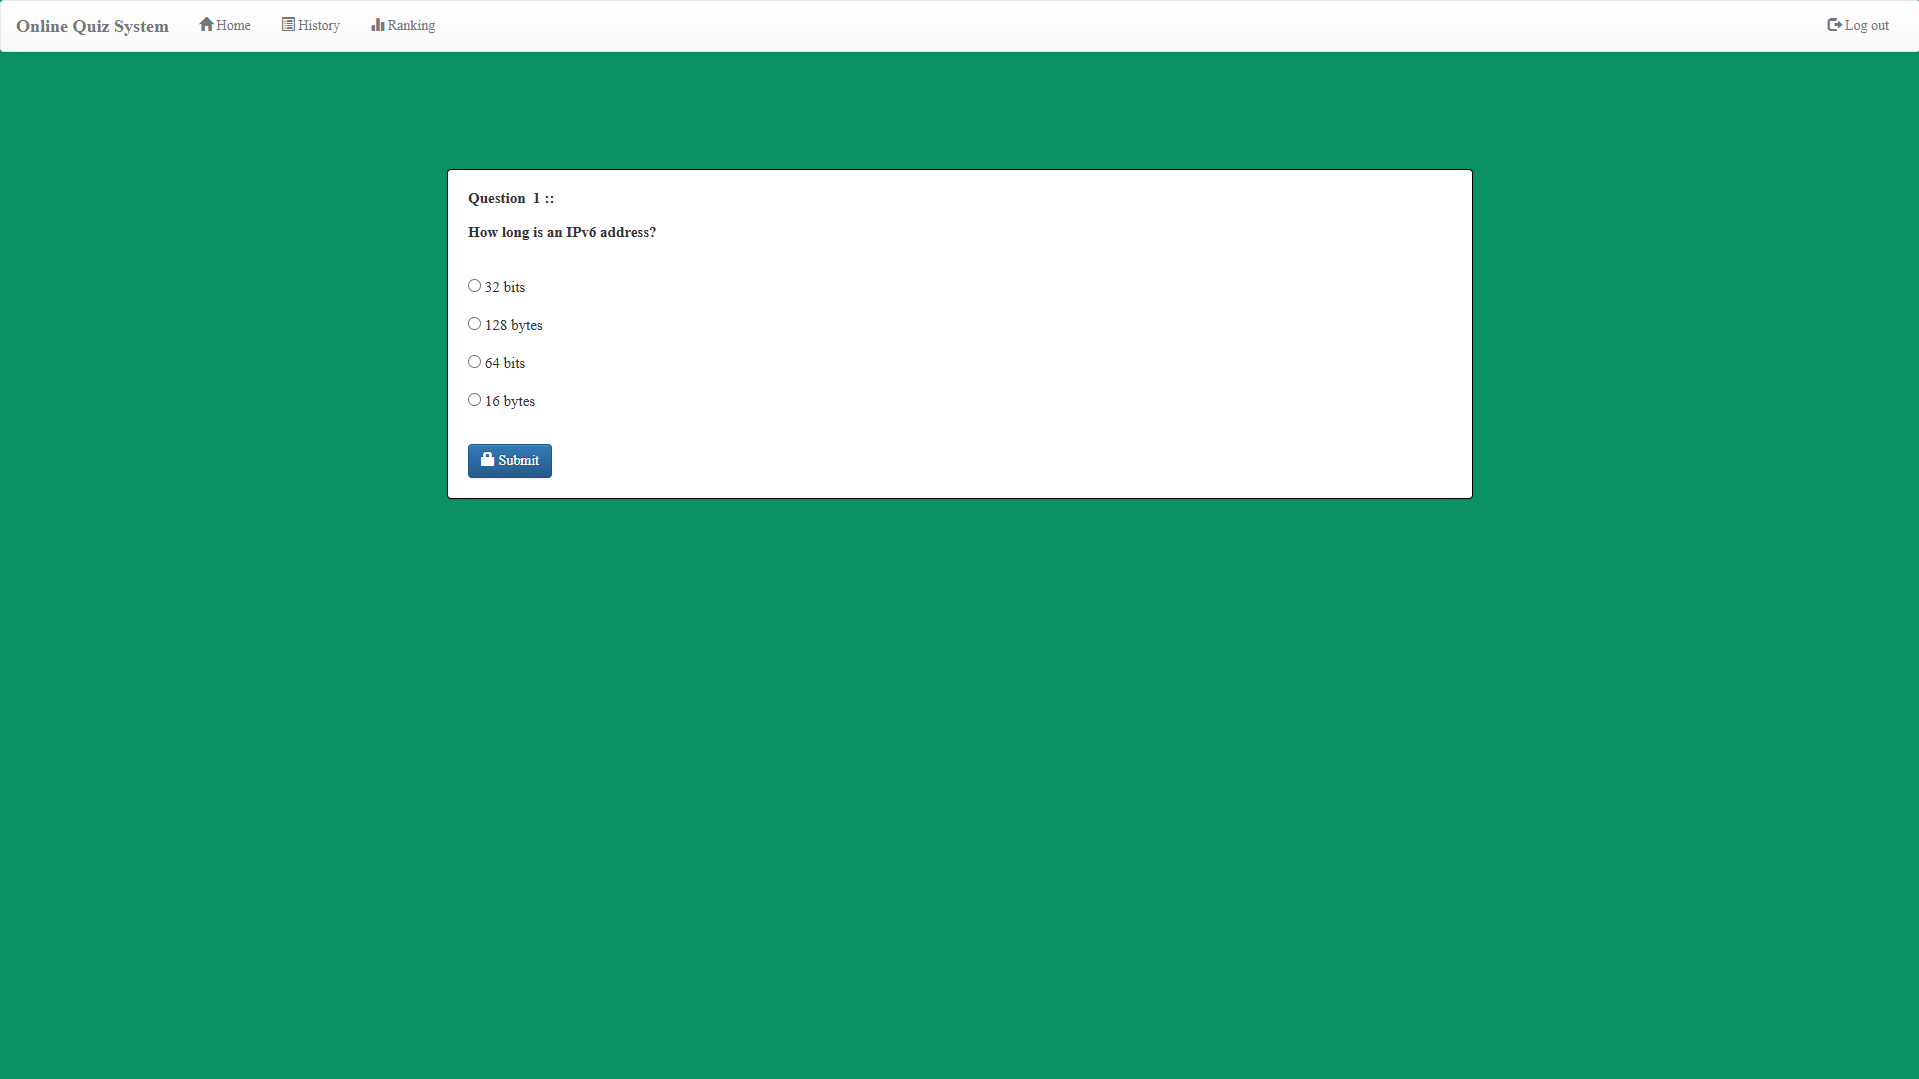 Online Quiz System Home History Ranking Log out
Question 1 ::
How long is an IPv6 address?
32 bits
128 bytes
64 bits
16 bytes
Submit